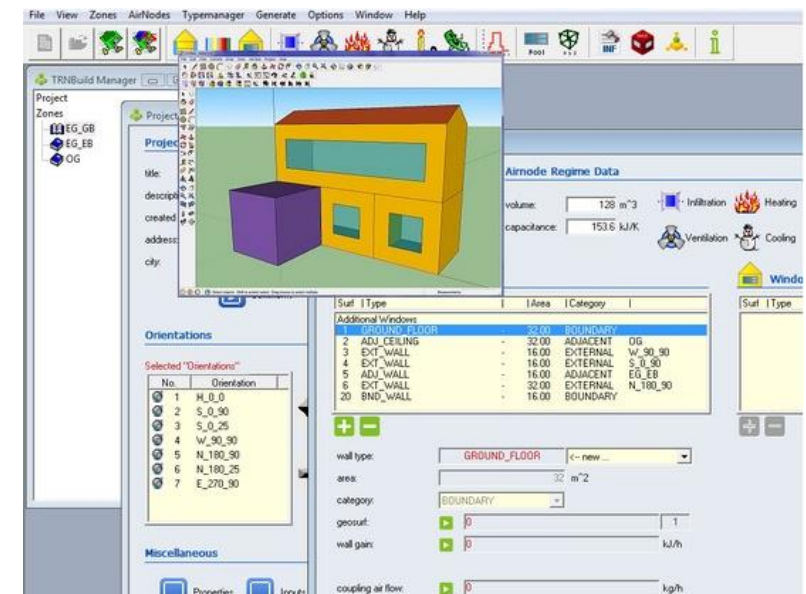 File View Zones AirNodes Typemanager Generate Options Window Help
Pool
INF
TRNBuild Manager
Project
Zones
EG_GB
EG_EB
OG
Project
title:
created
address:
city:
Airnode Regime Data
volume: 128 m^3
capacitance: 153.6 kJ/K
Infiltration Heating
Ventilation Cooling
Surf Type Area Category
Additional Windows
1 GROUND_FLOOR - 32.00 BOUNDARY
2 ADJ_CEILING - 32.00 ADJACENT OG
3 EXT_WALL - 16.00 EXTERNAL W_90_90
4 EXT_WALL - 16.00 EXTERNAL S_0_90
5 ADJ_WALL - 16.00 ADJACENT EG_EB
6 EXT_WALL - 32.00 EXTERNAL N_180_90
20 BND_WALL - 16.00 BOUNDARY
Windo
Surf Type
Orientations
Selected "Orientations"
No. Orientation
1 H_0_0
2 S_0_90
3 S_0_25
4 W_90_90
5 N_180_90
6 N_180_25
7 E_270_90
wall type: GROUND_FLOOR <-- new ...
area: 32 m^2
category: BOUNDARY
geosurf: 0 1
wall gain: 0 kJ/h
coupling air flow: 0 kg/h
Miscellaneous
Properties Inputs